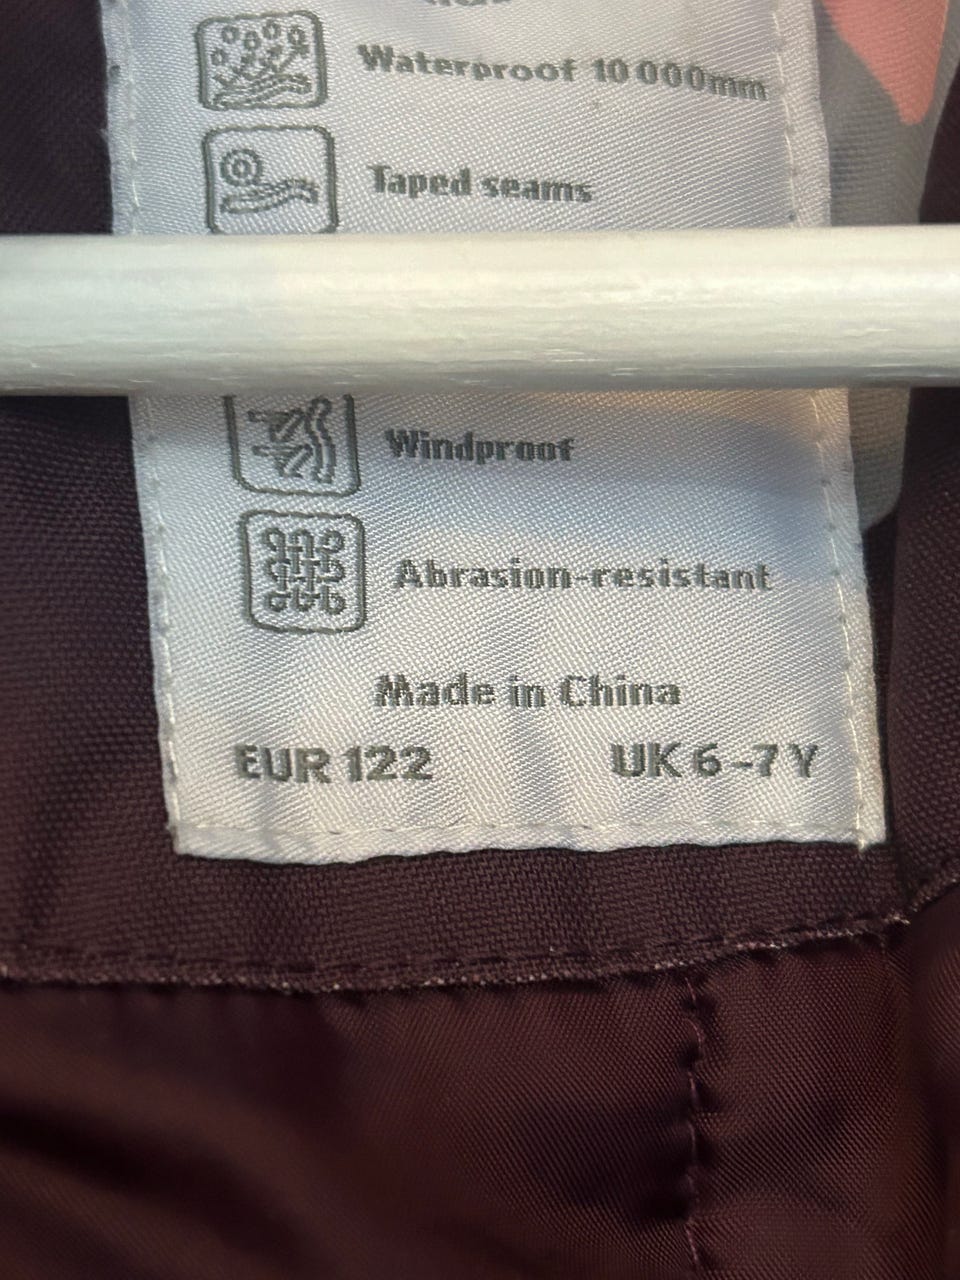 Waterproof 10 000mm
Taped seams
Windproof
Abrasion-resistant
Made in China
EUR 122 UK 6-7 Y